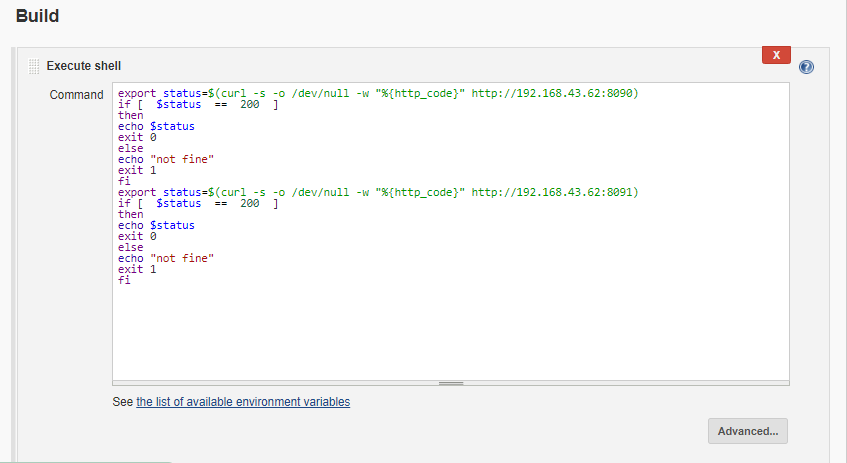 Build
X
Execute shell
?
Command
export status=$(curl -s -o /dev/null -w "%{http_code}" http://192.168.43.62:8090)
if [  $status  ==  200  ]
then
echo $status
exit 0
else
echo "not fine"
exit 1
fi
export status=$(curl -s -o /dev/null -w "%{http_code}" http://192.168.43.62:8091)
if [  $status  ==  200  ]
then
echo $status
exit 0
else
echo "not fine"
exit 1
fi
See the list of available environment variables
Advanced...